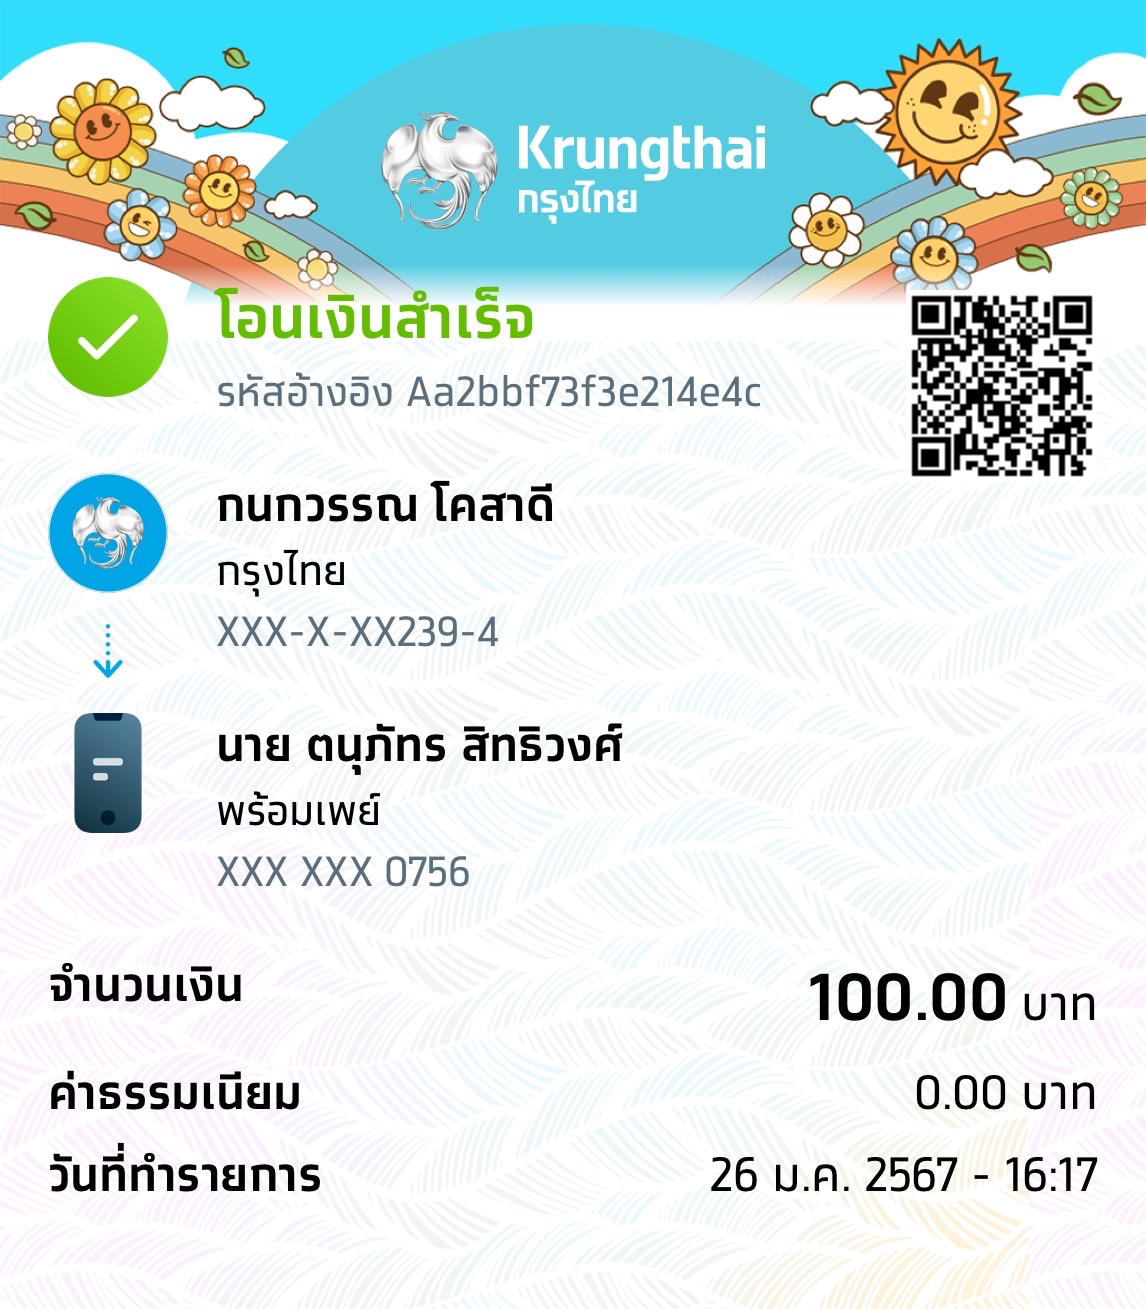 Krungthai
กรุงไทย
โอนเงินสำเร็จ
รหัสอ้างอิง Aa2bbf73f3e214e4c
กนกวรรณ โคสาดี
กรุงไทย
XXX-X-XX239-4
นาย ตนุภัทร สิทธิวงศ์
พร้อมเพย์
XXX XXX 0756
จำนวนเงิน 100.00 บาท
ค่าธรรมเนียม 0.00 บาท
วันที่ทำรายการ 26 ม.ค. 2567 - 16:17